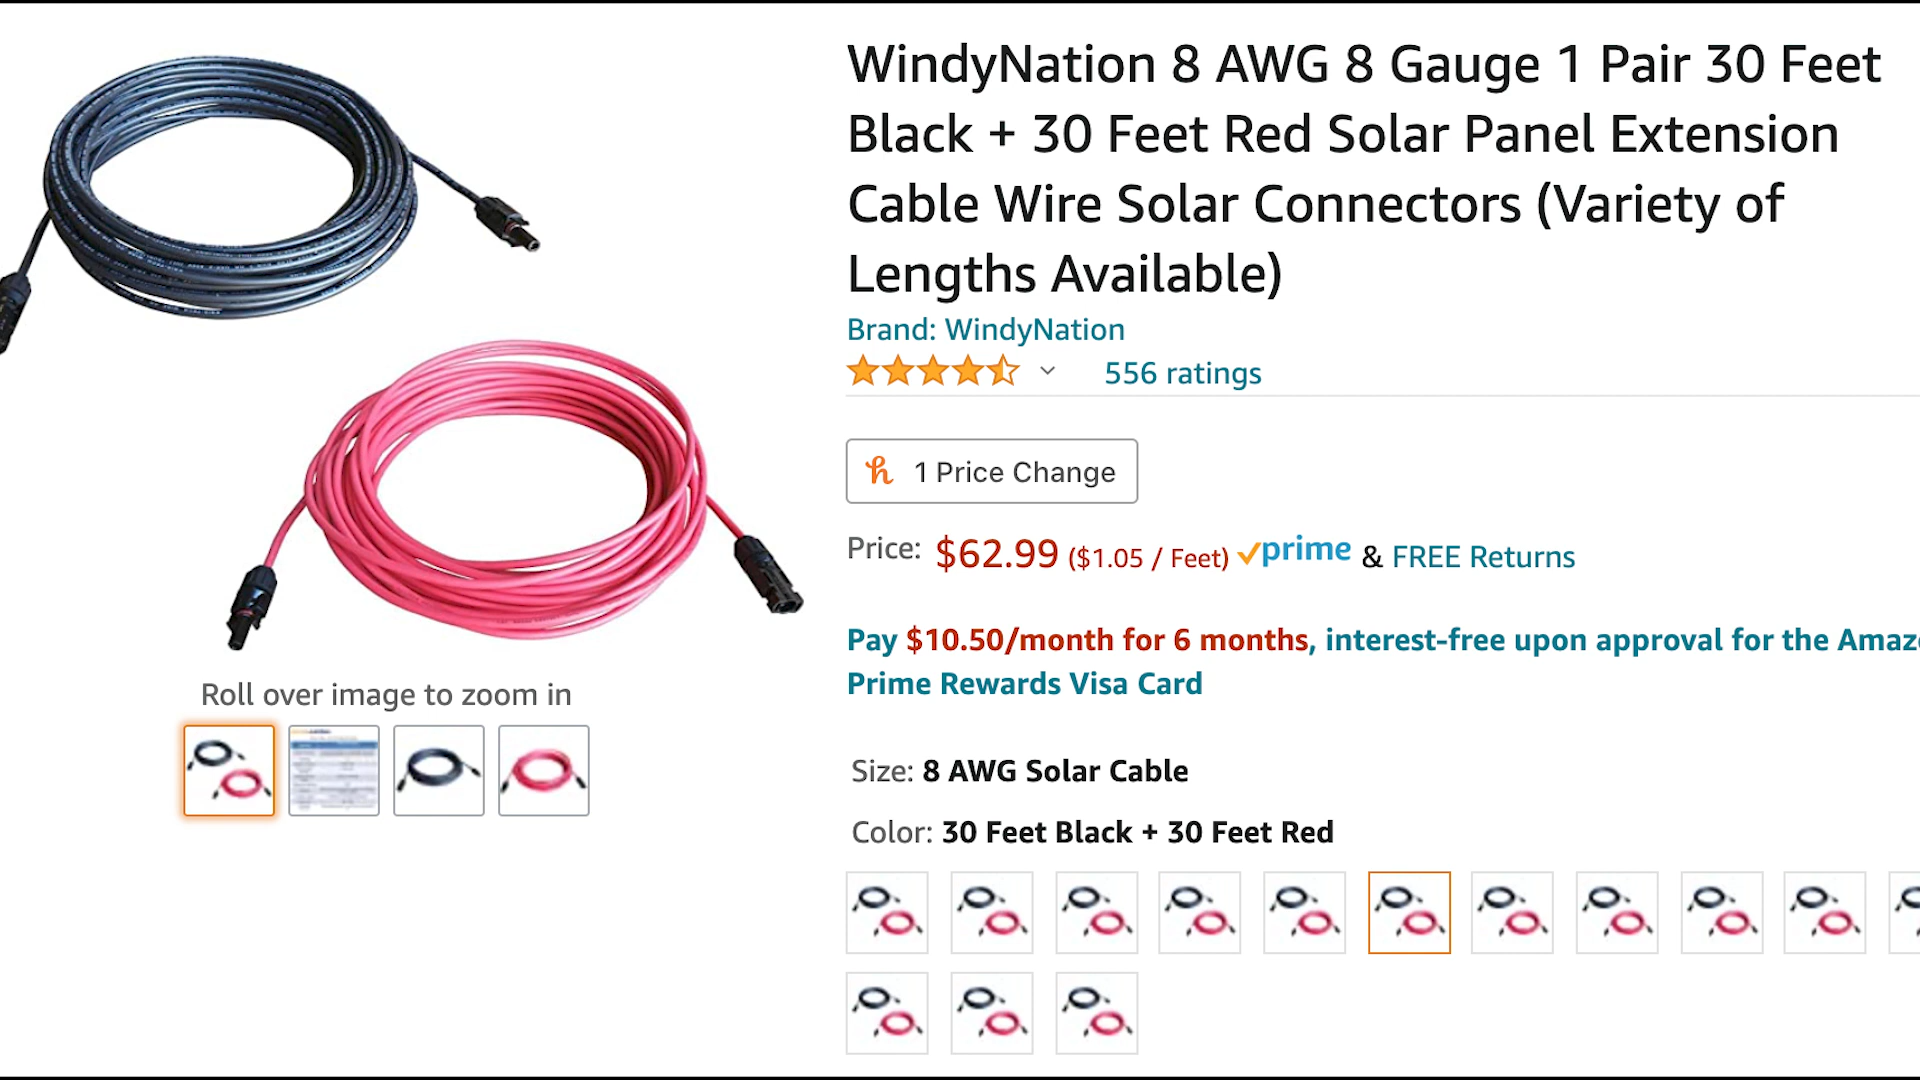 WindyNation 8 AWG 8 Gauge 1 Pair 30 Feet
Black + 30 Feet Red Solar Panel Extension
Cable Wire Solar Connectors (Variety of
Lengths Available)
Brand: WindyNation
556 ratings
1 Price Change
Price: $62.99 ($1.05 / Feet) prime & FREE Returns
Pay $10.50/month for 6 months, interest-free upon approval for the Amaz
Prime Rewards Visa Card
Roll over image to zoom in
Size: 8 AWG Solar Cable
Color: 30 Feet Black + 30 Feet Red